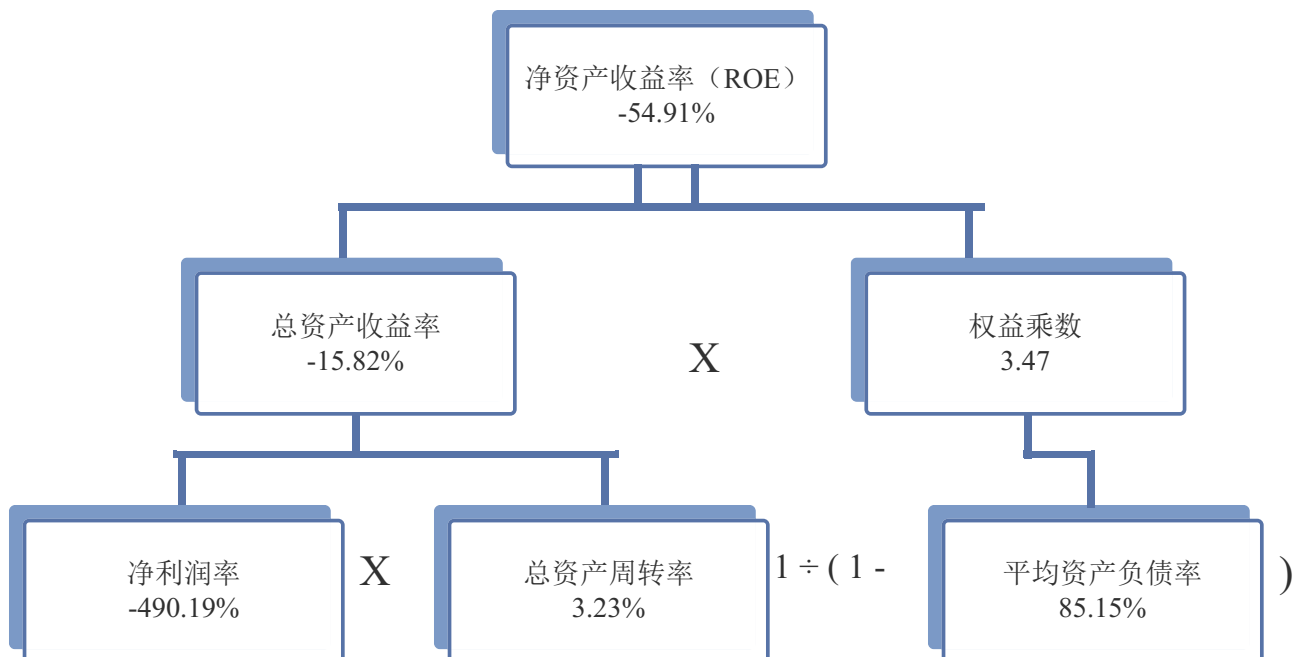 净资产收益率（ROE）
-54.91%
总资产收益率
-15.82%
X
权益乘数
3.47
净利润率
-490.19%
X
总资产周转率
3.23%
1 ÷ ( 1 -
平均资产负债率
85.15%
)